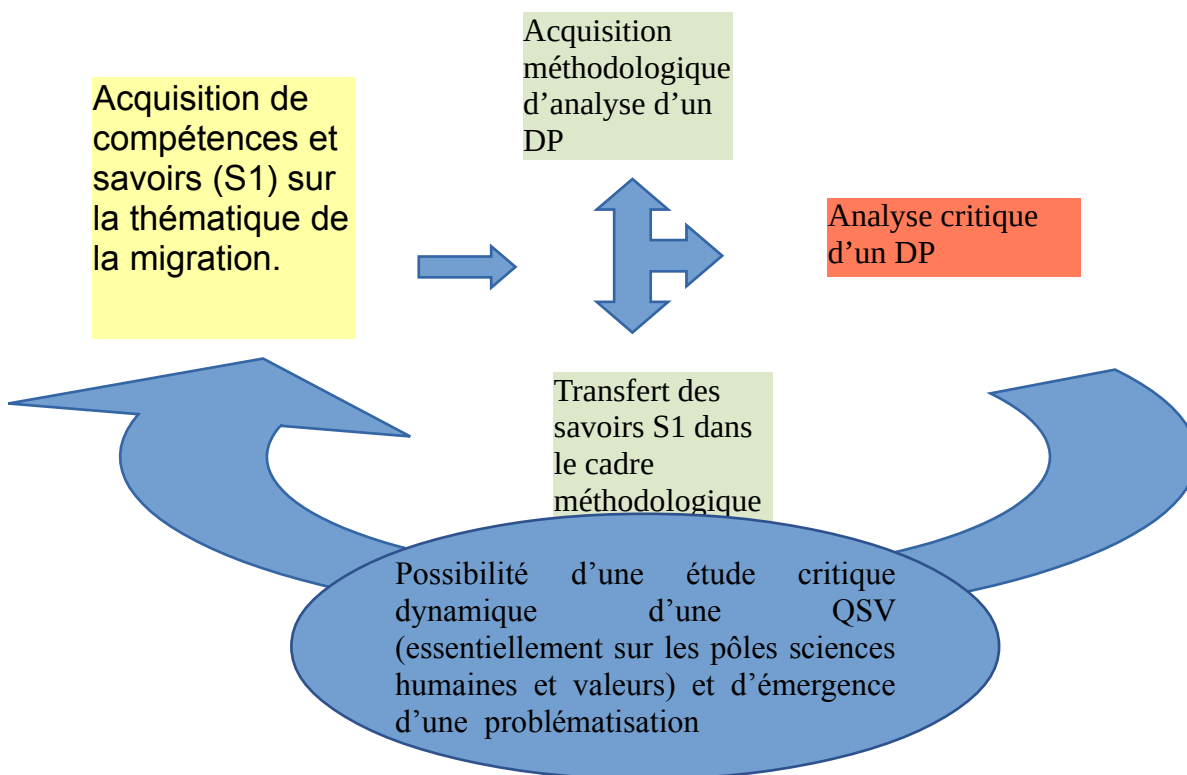 Acquisition de
compétences et
savoirs (S1) sur
la thématique de
la migration.
Acquisition
méthodologique
d’analyse d’un
DP
Analyse critique
d’un DP
Transfert des
savoirs S1 dans
le cadre
méthodologique
Possibilité d’une étude critique
dynamique d’une QSV
(essentiellement sur les pôles sciences
humaines et valeurs) et d’émergence
d’une problématisation